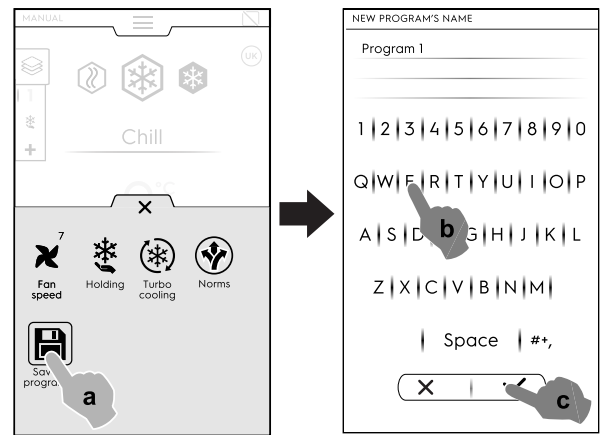 MANUAL
UK
1
Chill
°C
7
Fan speed
Holding
Turbo cooling
Norms
a
NEW PROGRAM'S NAME
Program 1
1 2 3 4 5 6 7 8 9 0
Q W E R T Y U I O P
b
A S D G H J K L
Z X C V B N M
Space #+,
c